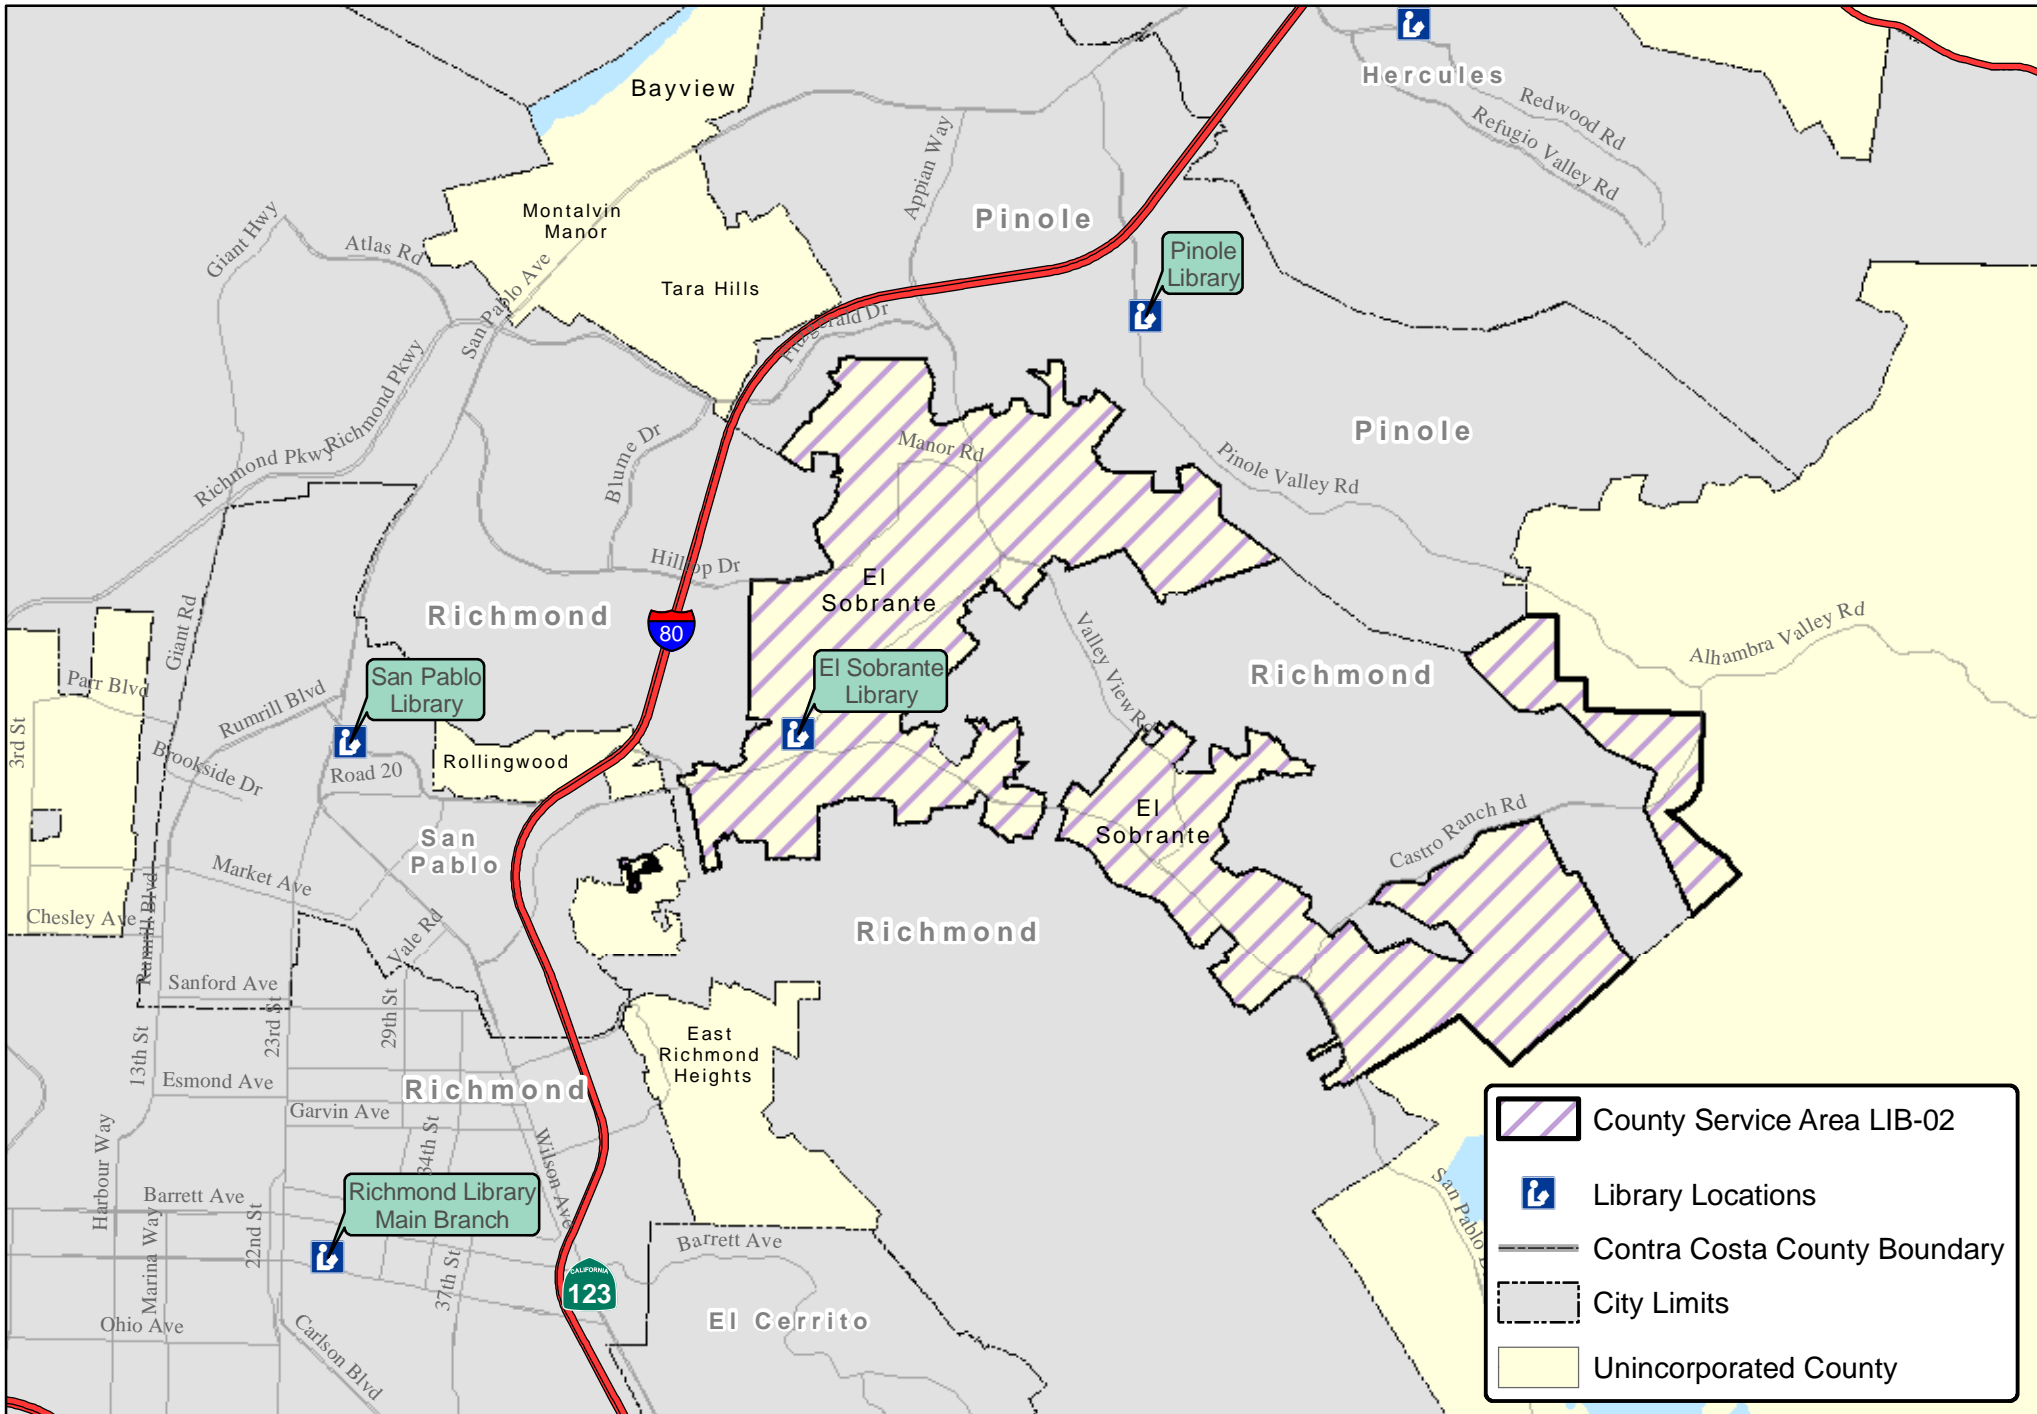 Bayview
Hercules
Redwood Rd
Refugio Valley Rd
Appian Way
Montalvin
Manor
Pinole
Giant Hwy
Atlas Rd
San Pablo Ave
Tara Hills
Pinole
Library
Fitzgerald Dr
Richmond Pkwy
Richmond Pkwy
Blume Dr
Manor Rd
Pinole
Pinole Valley Rd
Hilltop Dr
El
Sobrante
Richmond
80
Giant Rd
Valley View Rd
Alhambra Valley Rd
Parr Blvd
San Pablo
Library
El Sobrante
Library
Richmond
Rumrill Blvd
3rd St
Brookside Dr
Road 20
Rollingwood
El
Sobrante
Castro Ranch Rd
San
Pablo
Market Ave
Chesley Ave
Rumrill Blvd
Vale Rd
Richmond
Sanford Ave
23rd St
29th St
13th St
East
Richmond
Heights
Esmond Ave
Richmond
Garvin Ave
Harbour Way
34th St
Wilson Ave
Richmond Library
Main Branch
Barrett Ave
Marina Way
22nd St
37th St
Barrett Ave
CALIFORNIA
123
Ohio Ave
Carlson Blvd
El Cerrito
San Pablo
County Service Area LIB-02
Library Locations
Contra Costa County Boundary
City Limits
Unincorporated County